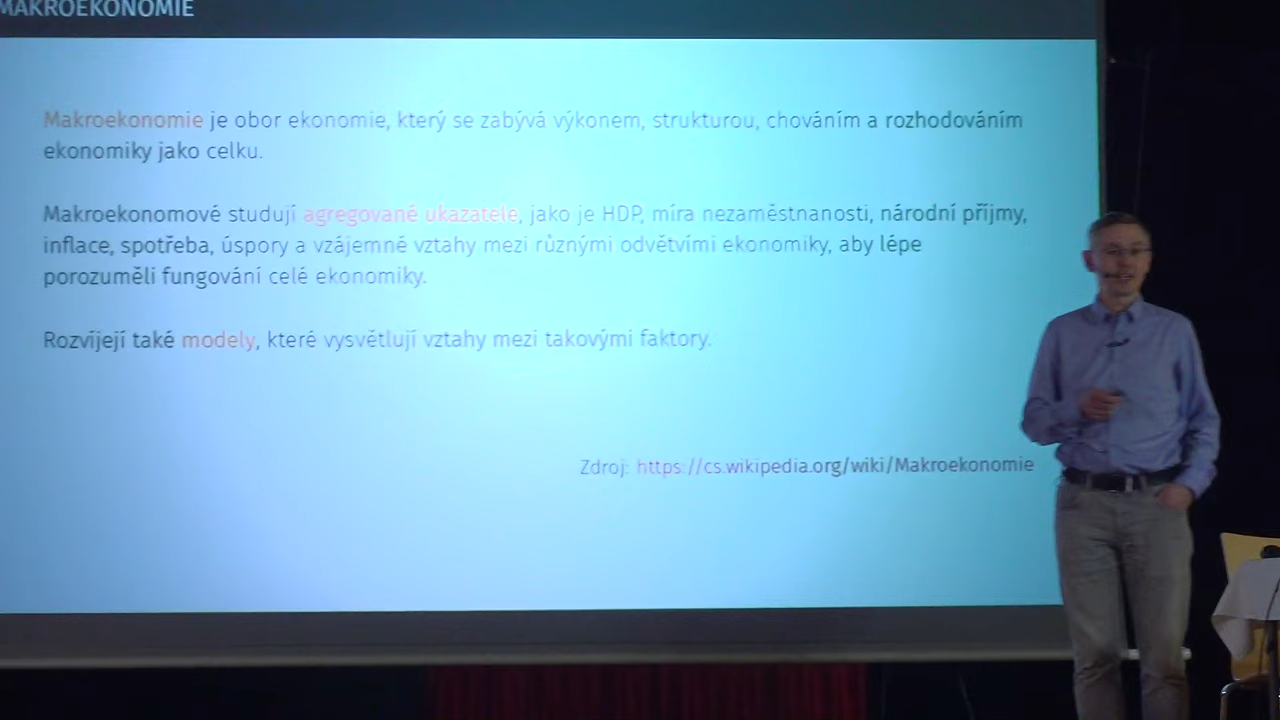 MAKROEKONOMIE
Makroekonomie je obor ekonomie, který se zabývá výkonem, strukturou, chováním a rozhodováním
ekonomiky jako celku.
Makroekonomové studují agregované ukazatele, jako je HDP, míra nezaměstnanosti, národní příjmy,
inflace, spotřeba, úspory a vzájemné vztahy mezi různými odvětvími ekonomiky, aby lépe
porozuměli fungování celé ekonomiky.
Rozvíjejí také modely, které vysvětlují vztahy mezi takovými faktory.
Zdroj: https://cs.wikipedia.org/wiki/Makroekonomie